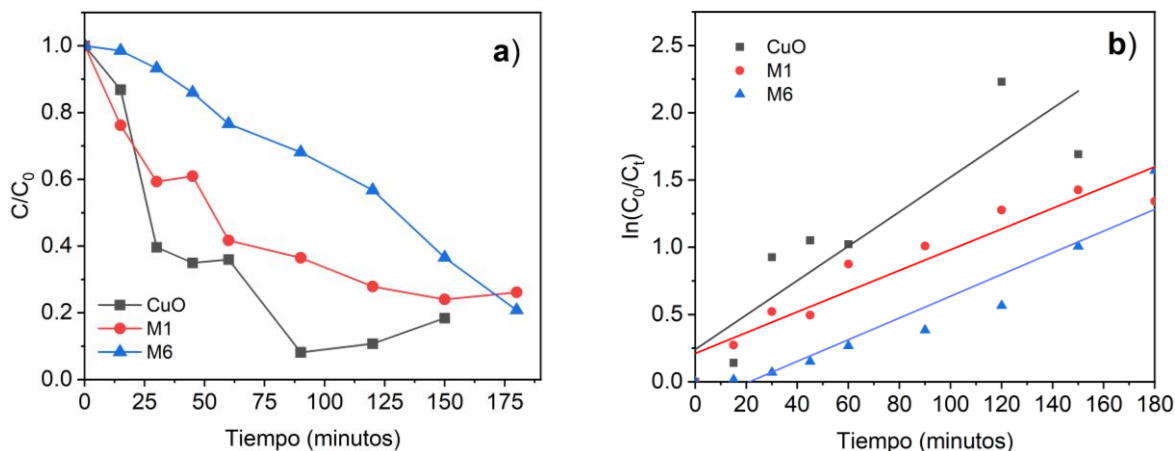 a)
C/C0
1.0
0.8
0.6
0.4
0.2
0.0
CuO
M1
M6
0 25 50 75 100 125 150 175
Tiempo (minutos)
b)
ln(C0/Ct)
2.5
2.0
1.5
1.0
0.5
0.0
CuO
M1
M6
0 20 40 60 80 100 120 140 160 180
Tiempo (minutos)